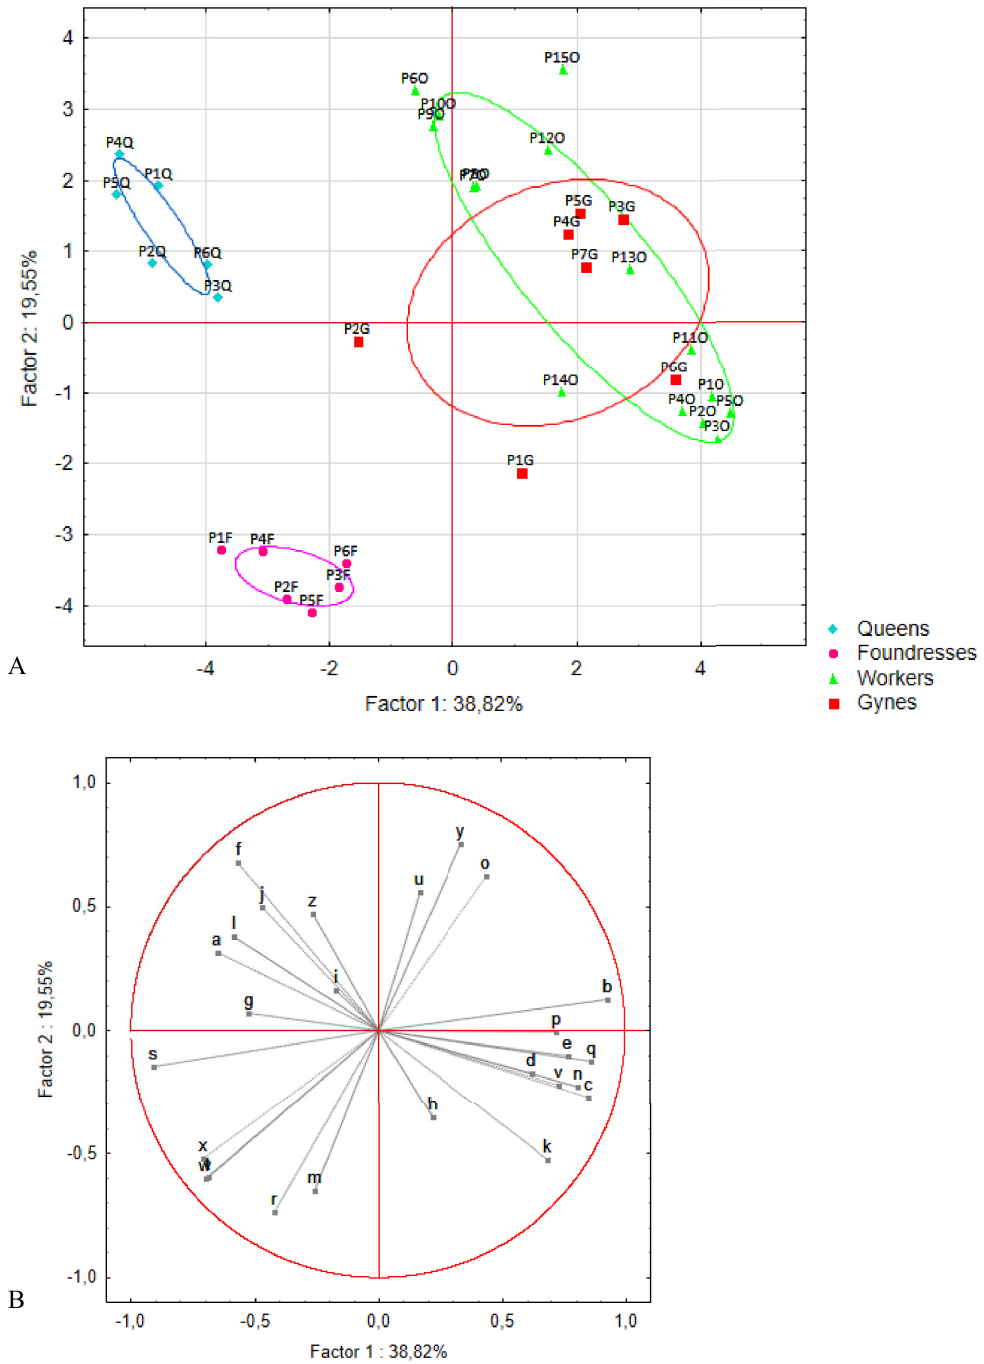 4
P15O
P6O
3
P10O
P9O
P12O
P4Q
P1Q
2
P5Q
P5G
P3G
P4G
P2Q
P6Q
P7G
P13O
1
P3Q
0
P2G
P11O
P6G
P14O
P1O
-1
P4O
P5O
P2O
P3O
-2
P1G
-3
P1F
P4F
P6F
P3F
P2F
P5F
-4
Factor 2: 19,55%
-4
-2
0
2
4
Factor 1: 38,82%
A
Queens
Foundresses
Workers
Gynes
1,0
y
f
o
u
0,5
j
z
l
a
i
b
g
0,0
p
e
q
s
d
v
n
c
h
x
k
-0,5
w
m
r
-1,0
Factor 2 : 19,55%
B
-1,0
-0,5
0,0
0,5
1,0
Factor 1 : 38,82%